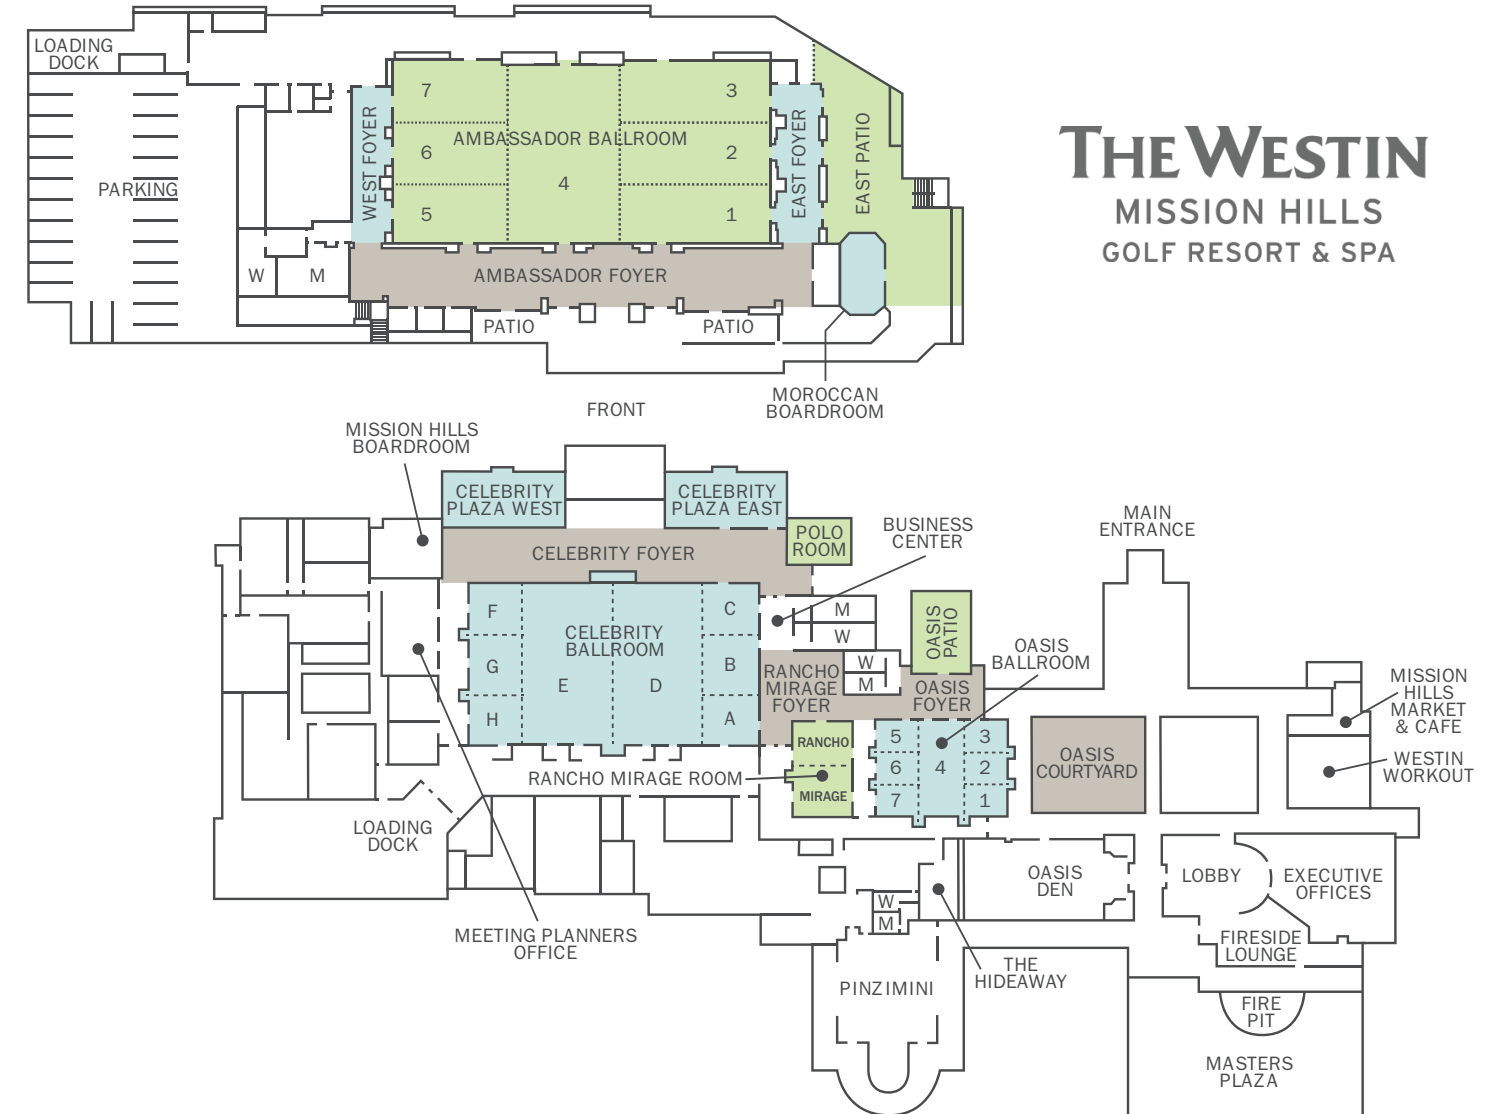 LOADING
DOCK
PARKING
WEST FOYER
7
6
5
AMBASSADOR BALLROOM
4
3
2
1
EAST FOYER
EAST PATIO
W
M
AMBASSADOR FOYER
PATIO
PATIO
MOROCCAN
BOARDROOM
THE WESTIN
MISSION HILLS
GOLF RESORT & SPA
FRONT
MISSION HILLS
BOARDROOM
CELEBRITY
PLAZA WEST
CELEBRITY
PLAZA EAST
POLO
ROOM
BUSINESS
CENTER
MAIN
ENTRANCE
CELEBRITY FOYER
F
G
H
CELEBRITY
BALLROOM
E
D
C
B
A
M
W
W
M
RANCHO
MIRAGE
FOYER
OASIS
PATIO
OASIS
BALLROOM
OASIS
FOYER
RANCHO
MIRAGE
RANCHO MIRAGE ROOM
5
6
7
4
3
2
1
OASIS
COURTYARD
MISSION
HILLS
MARKET
& CAFE
WESTIN
WORKOUT
LOADING
DOCK
MEETING PLANNERS
OFFICE
W
M
OASIS
DEN
LOBBY
EXECUTIVE
OFFICES
FIRESIDE
LOUNGE
THE
HIDEAWAY
PINZIMINI
FIRE
PIT
MASTERS
PLAZA